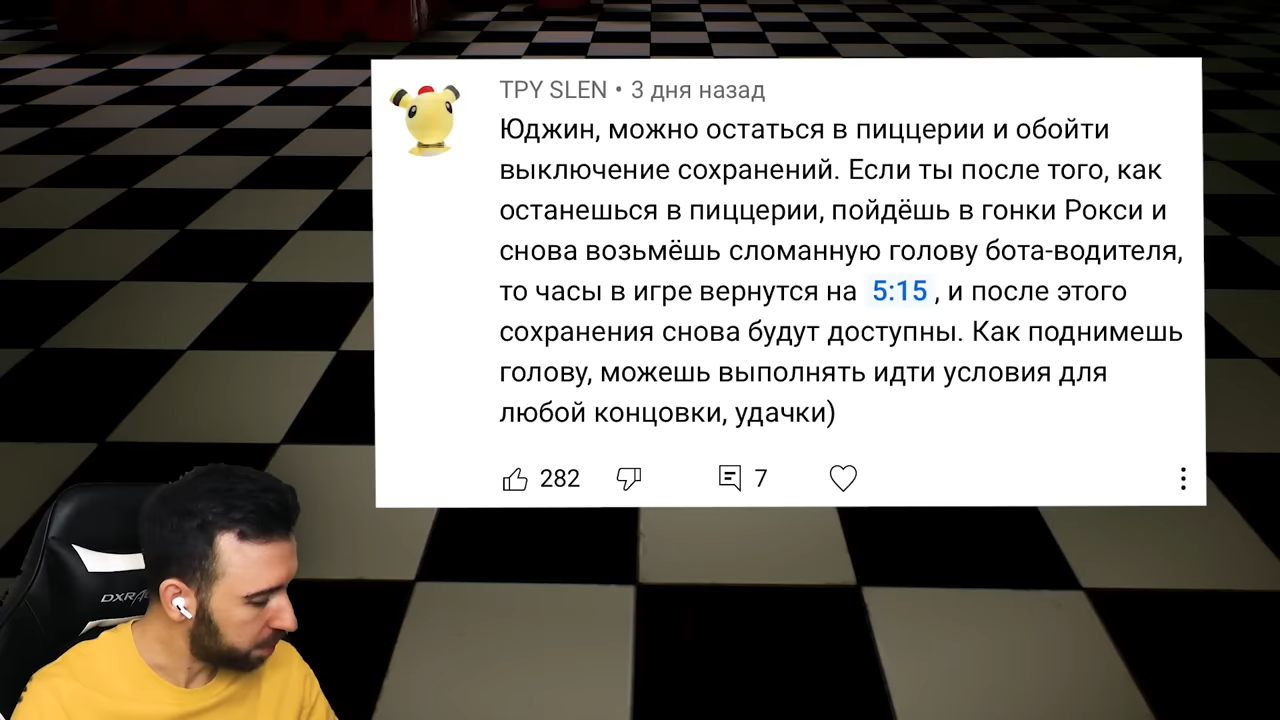 TPY SLEN • 3 дня назад
Юджин, можно остаться в пиццерии и обойти
выключение сохранений. Если ты после того, как
останешься в пиццерии, пойдёшь в гонки Рокси и
снова возьмёшь сломанную голову бота-водителя,
то часы в игре вернутся на 5:15, и после этого
сохранения снова будут доступны. Как поднимешь
голову, можешь выполнять идти условия для
любой концовки, удачки)
282 7